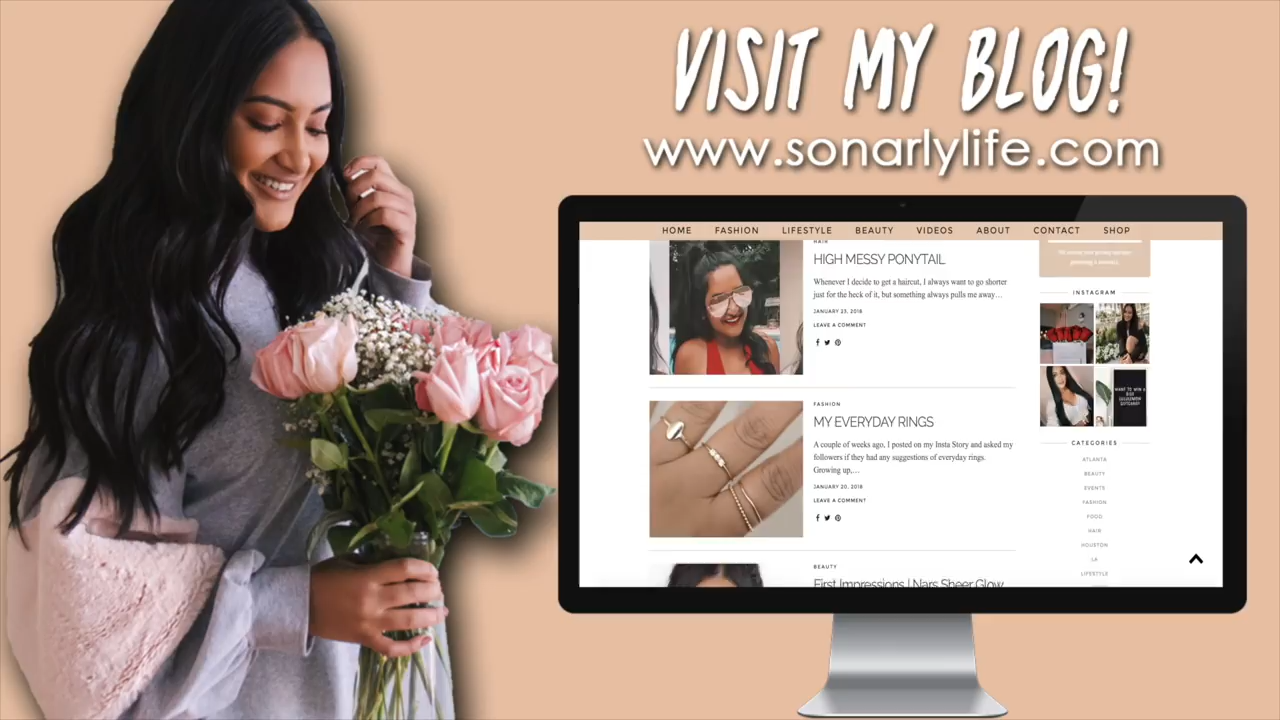 VISIT MY BLOG!
www.sonarlylife.com
HOME FASHION LIFESTYLE BEAUTY VIDEOS ABOUT CONTACT SHOP
HAIR
HIGH MESSY PONYTAIL
Whenever I decide to get a haircut, I always want to go shorter
just for the heck of it, but something always pulls me away…
JANUARY 23, 2018
LEAVE A COMMENT
FASHION
MY EVERYDAY RINGS
A couple of weeks ago, I posted on my Insta Story and asked my
followers if they had any suggestions of everyday rings.
Growing up,…
JANUARY 20, 2018
LEAVE A COMMENT
BEAUTY
First Impressions | Nars Sheer Glow
INSTAGRAM
WANT TO WIN A
CATEGORIES
ATLANTA
BEAUTY
EVENTS
FASHION
FOOD
HAIR
HOUSTON
LA
LIFESTYLE